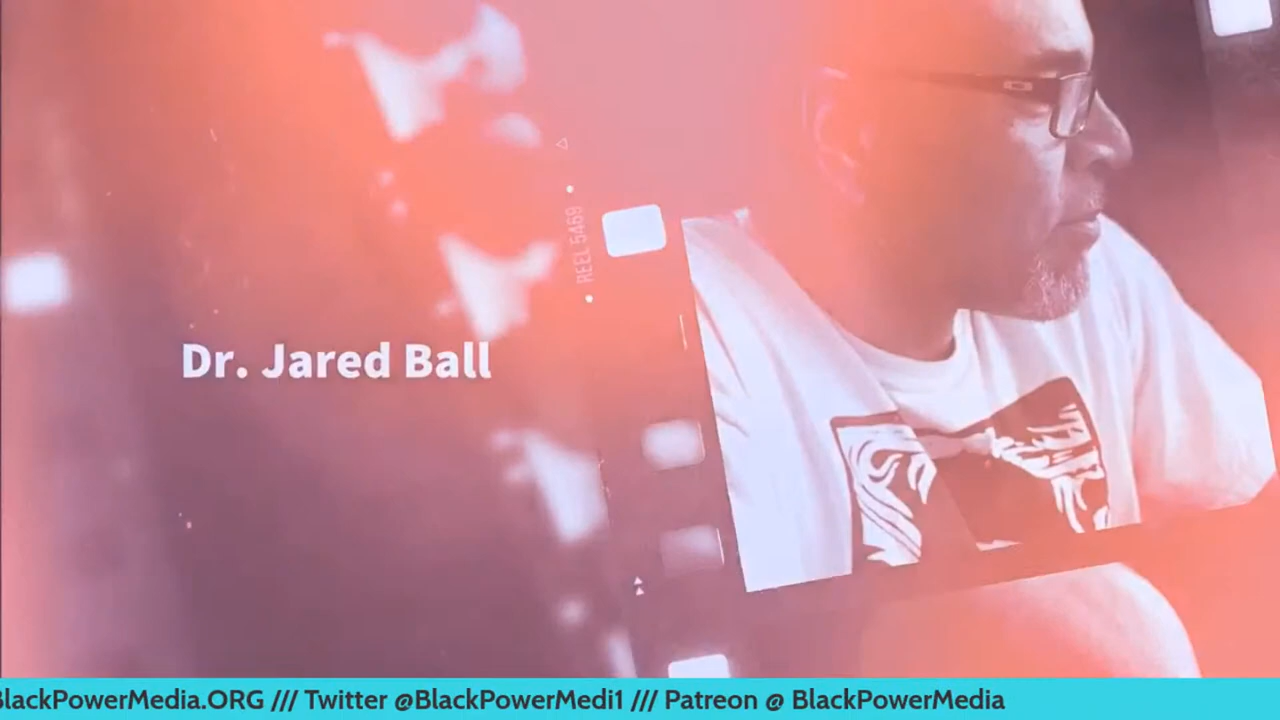 REEL 5469
Dr. Jared Ball
BlackPowerMedia.ORG /// Twitter @BlackPowerMedi1 /// Patreon @ BlackPowerMedia